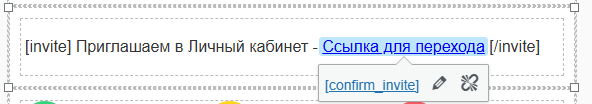 [invite] Приглашаем в Личный кабинет - Ссылка для перехода [/invite]
[confirm_invite]